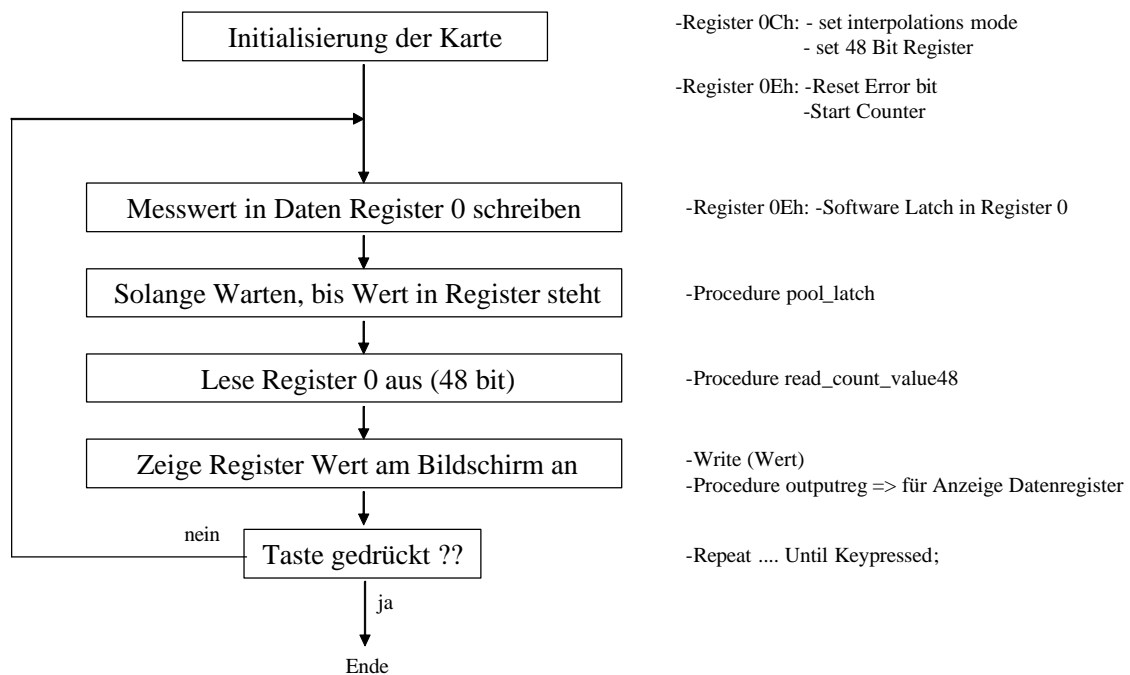 Initialisierung der Karte
-Register 0Ch: - set interpolations mode
- set 48 Bit Register
-Register 0Eh: -Reset Error bit
-Start Counter
Messwert in Daten Register 0 schreiben
-Register 0Eh: -Software Latch in Register 0
Solange Warten, bis Wert in Register steht
-Procedure pool_latch
Lese Register 0 aus (48 bit)
-Procedure read_count_value48
Zeige Register Wert am Bildschirm an
-Write (Wert)
-Procedure outputreg => für Anzeige Datenregister
nein
Taste gedrückt ??
-Repeat .... Until Keypressed;
ja
Ende